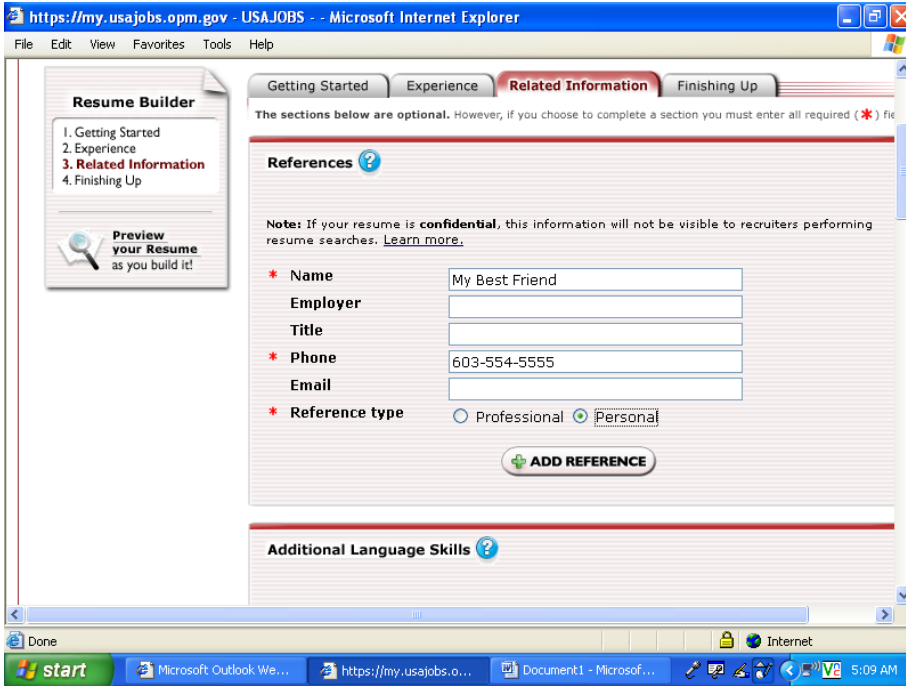 https://my.usajobs.opm.gov - USAJOBS - - Microsoft Internet Explorer
File Edit View Favorites Tools Help
Resume Builder
1. Getting Started
2. Experience
3. Related Information
4. Finishing Up
Preview
your Resume
as you build it!
Getting Started Experience Related Information Finishing Up
The sections below are optional. However, if you choose to complete a section you must enter all required ( * ) fie
References ?
Note: If your resume is confidential, this information will not be visible to recruiters performing
resume searches. Learn more.
* Name My Best Friend
Employer
Title
* Phone 603-554-5555
Email
* Reference type Professional Personal
ADD REFERENCE
Additional Language Skills ?
Done Internet
start Microsoft Outlook We... https://my.usajobs.o... Document1 - Microsof... 5:09 AM